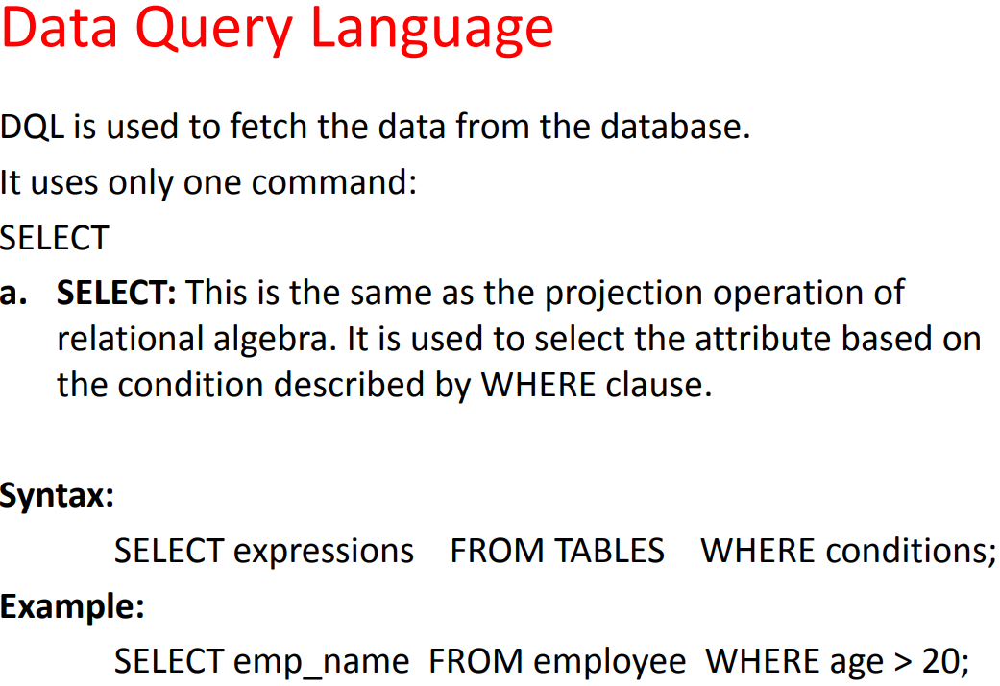 Data Query Language
DQL is used to fetch the data from the database.
It uses only one command:
SELECT
a. SELECT: This is the same as the projection operation of
relational algebra. It is used to select the attribute based on
the condition described by WHERE clause.
Syntax:
SELECT expressions FROM TABLES WHERE conditions;
Example:
SELECT emp_name FROM employee WHERE age > 20;